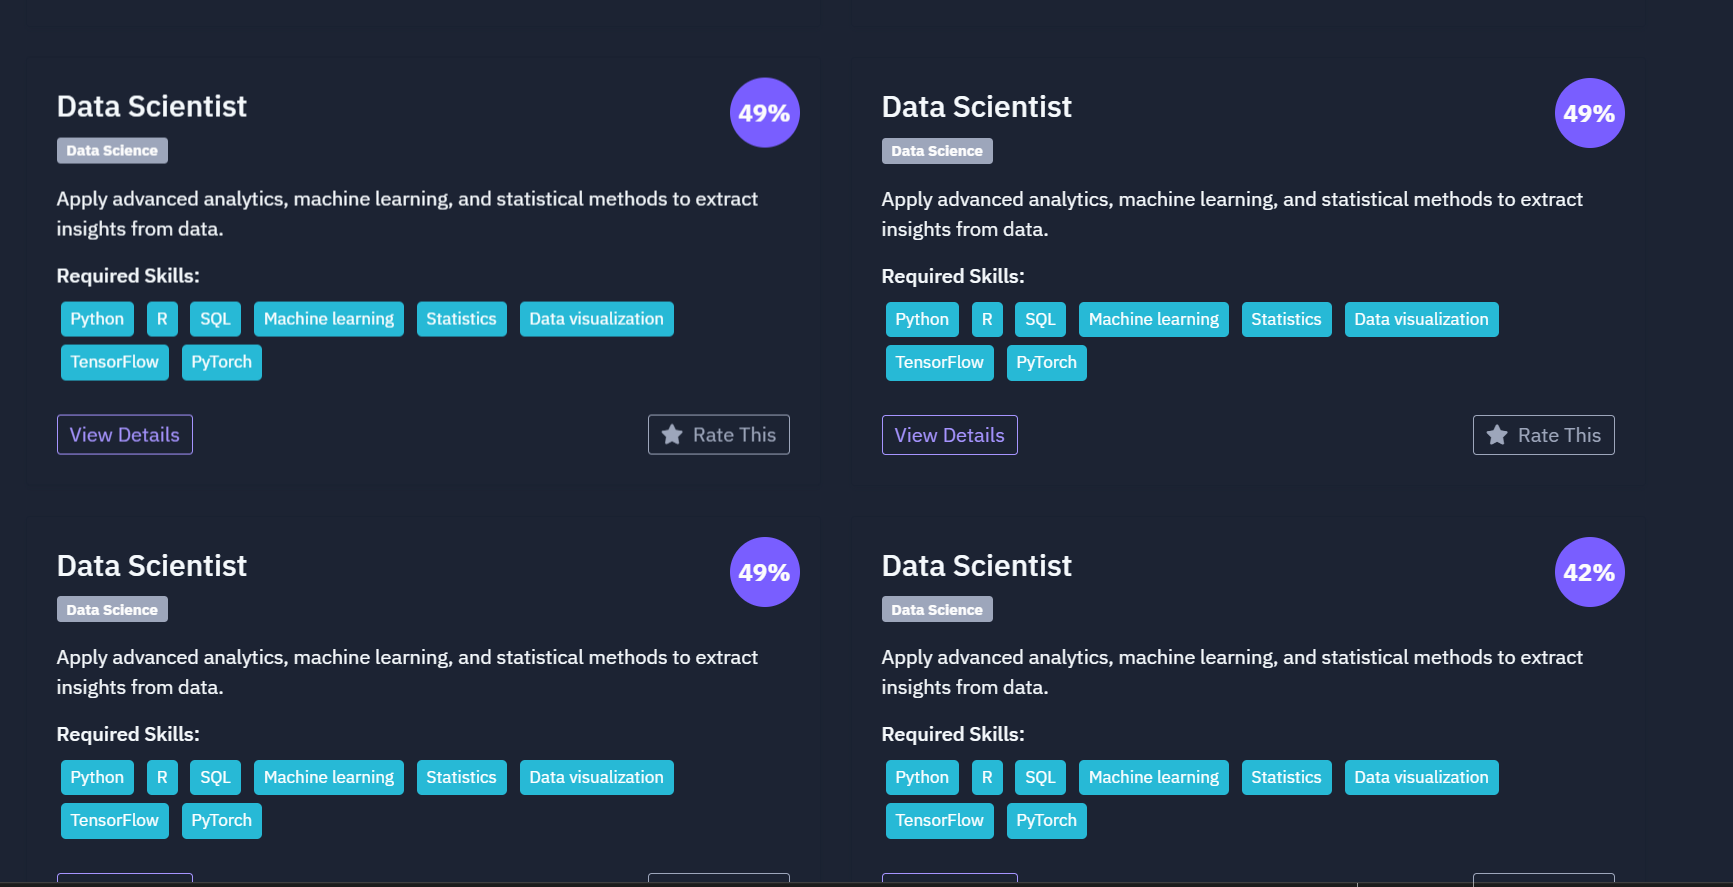 Data Scientist
49%
Data Science
Apply advanced analytics, machine learning, and statistical methods to extract
insights from data.
Required Skills:
Python R SQL Machine learning Statistics Data visualization
TensorFlow PyTorch
View Details Rate This
Data Scientist
49%
Data Science
Apply advanced analytics, machine learning, and statistical methods to extract
insights from data.
Required Skills:
Python R SQL Machine learning Statistics Data visualization
TensorFlow PyTorch
View Details Rate This
Data Scientist
49%
Data Science
Apply advanced analytics, machine learning, and statistical methods to extract
insights from data.
Required Skills:
Python R SQL Machine learning Statistics Data visualization
TensorFlow PyTorch
Data Scientist
42%
Data Science
Apply advanced analytics, machine learning, and statistical methods to extract
insights from data.
Required Skills:
Python R SQL Machine learning Statistics Data visualization
TensorFlow PyTorch